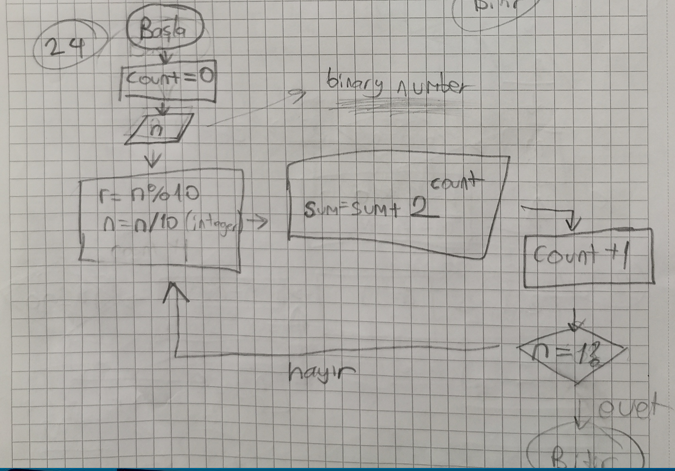 24
Başla
count=0
n
binary number
r= n%10
n=n/10 (integer)
sum=sum+ 2^count
count+1
n=1?
hayır
evet
Bitir